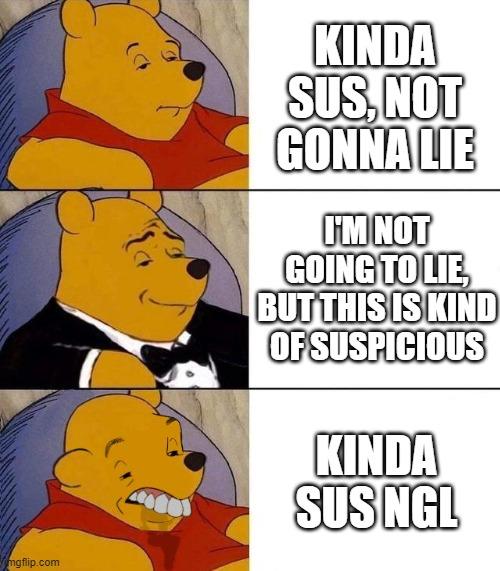 KINDA
SUS, NOT
GONNA LIE
I'M NOT
GOING TO LIE,
BUT THIS IS KIND
OF SUSPICIOUS
KINDA
SUS NGL
imgflip.com